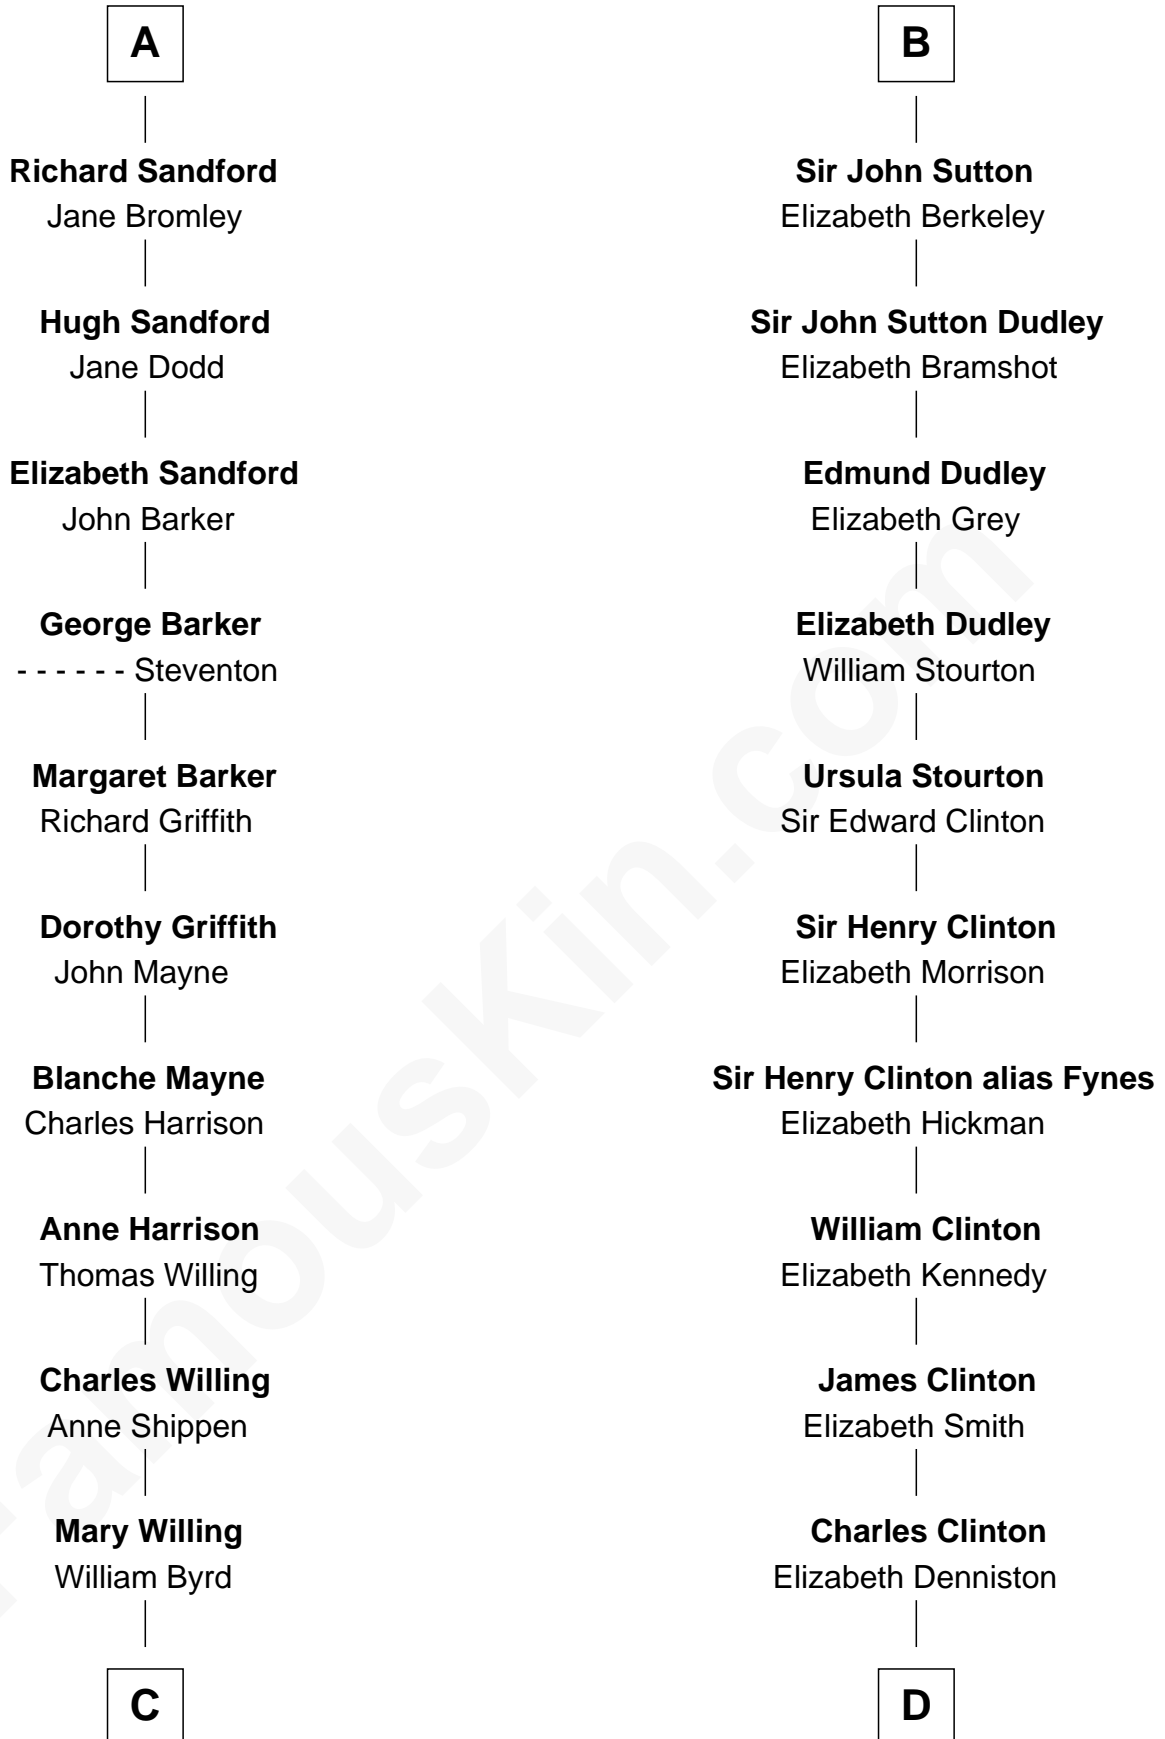 A
Richard Sandford
Jane Bromley
Hugh Sandford
Jane Dodd
Elizabeth Sandford
John Barker
George Barker
- - - - - - Steventon
Margaret Barker
Richard Griffith
Dorothy Griffith
John Mayne
Blanche Mayne
Charles Harrison
Anne Harrison
Thomas Willing
Charles Willing
Anne Shippen
Mary Willing
William Byrd
C
B
Sir John Sutton
Elizabeth Berkeley
Sir John Sutton Dudley
Elizabeth Bramshot
Edmund Dudley
Elizabeth Grey
Elizabeth Dudley
William Stourton
Ursula Stourton
Sir Edward Clinton
Sir Henry Clinton
Elizabeth Morrison
Sir Henry Clinton alias Fynes
Elizabeth Hickman
William Clinton
Elizabeth Kennedy
James Clinton
Elizabeth Smith
Charles Clinton
Elizabeth Denniston
D
FamousKin.com